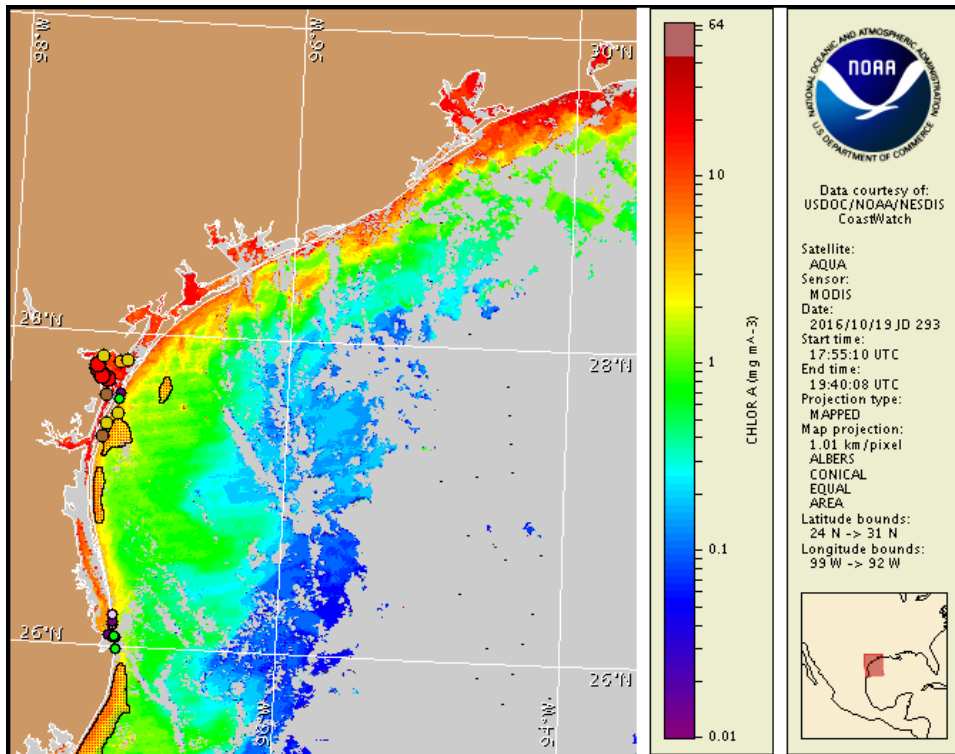 98°W
96°W
30°N
28°N
28°N
26°N
26°N
96°W
94°W
64
10
1
0.1
0.01
CHLOR A (mg m^-3)
NATIONAL OCEANIC AND ATMOSPHERIC ADMINISTRATION
NOAA
U.S. DEPARTMENT OF COMMERCE
Data courtesy of:
USDOC/NOAA/NESDIS
CoastWatch
Satellite:
AQUA
Sensor:
MODIS
Date:
2016/10/19 JD 293
Start time:
17:55:10 UTC
End time:
19:40:08 UTC
Projection type:
MAPPED
Map projection:
1.01 km/pixel
ALBERS
CONICAL
EQUAL
AREA
Latitude bounds:
24 N -> 31 N
Longitude bounds:
99 W -> 92 W